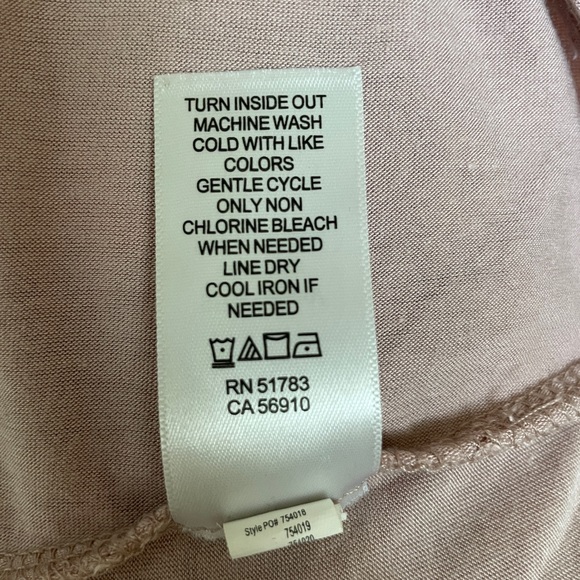 TURN INSIDE OUT
MACHINE WASH
COLD WITH LIKE
COLORS
GENTLE CYCLE
ONLY NON
CHLORINE BLEACH
WHEN NEEDED
LINE DRY
COOL IRON IF
NEEDED
RN 51783
CA 56910
Style PO# 754018
754019